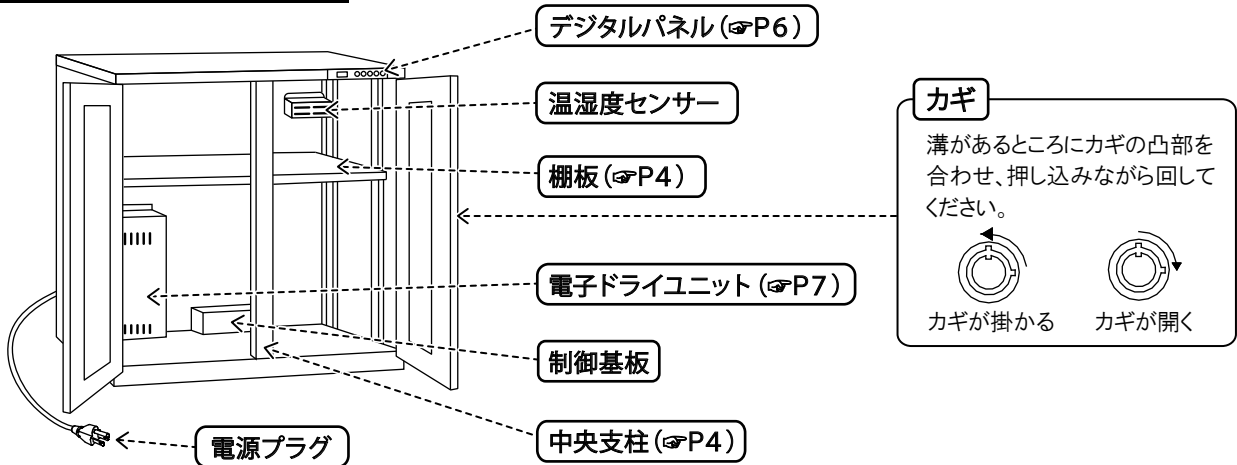 デジタルパネル(☞P6)
温湿度センサー
棚板(☞P4)
電子ドライユニット(☞P7)
制御基板
中央支柱(☞P4)
電源プラグ
カギ
溝があるところにカギの凸部を
合わせ、押し込みながら回して
ください。
カギが掛かる
カギが開く